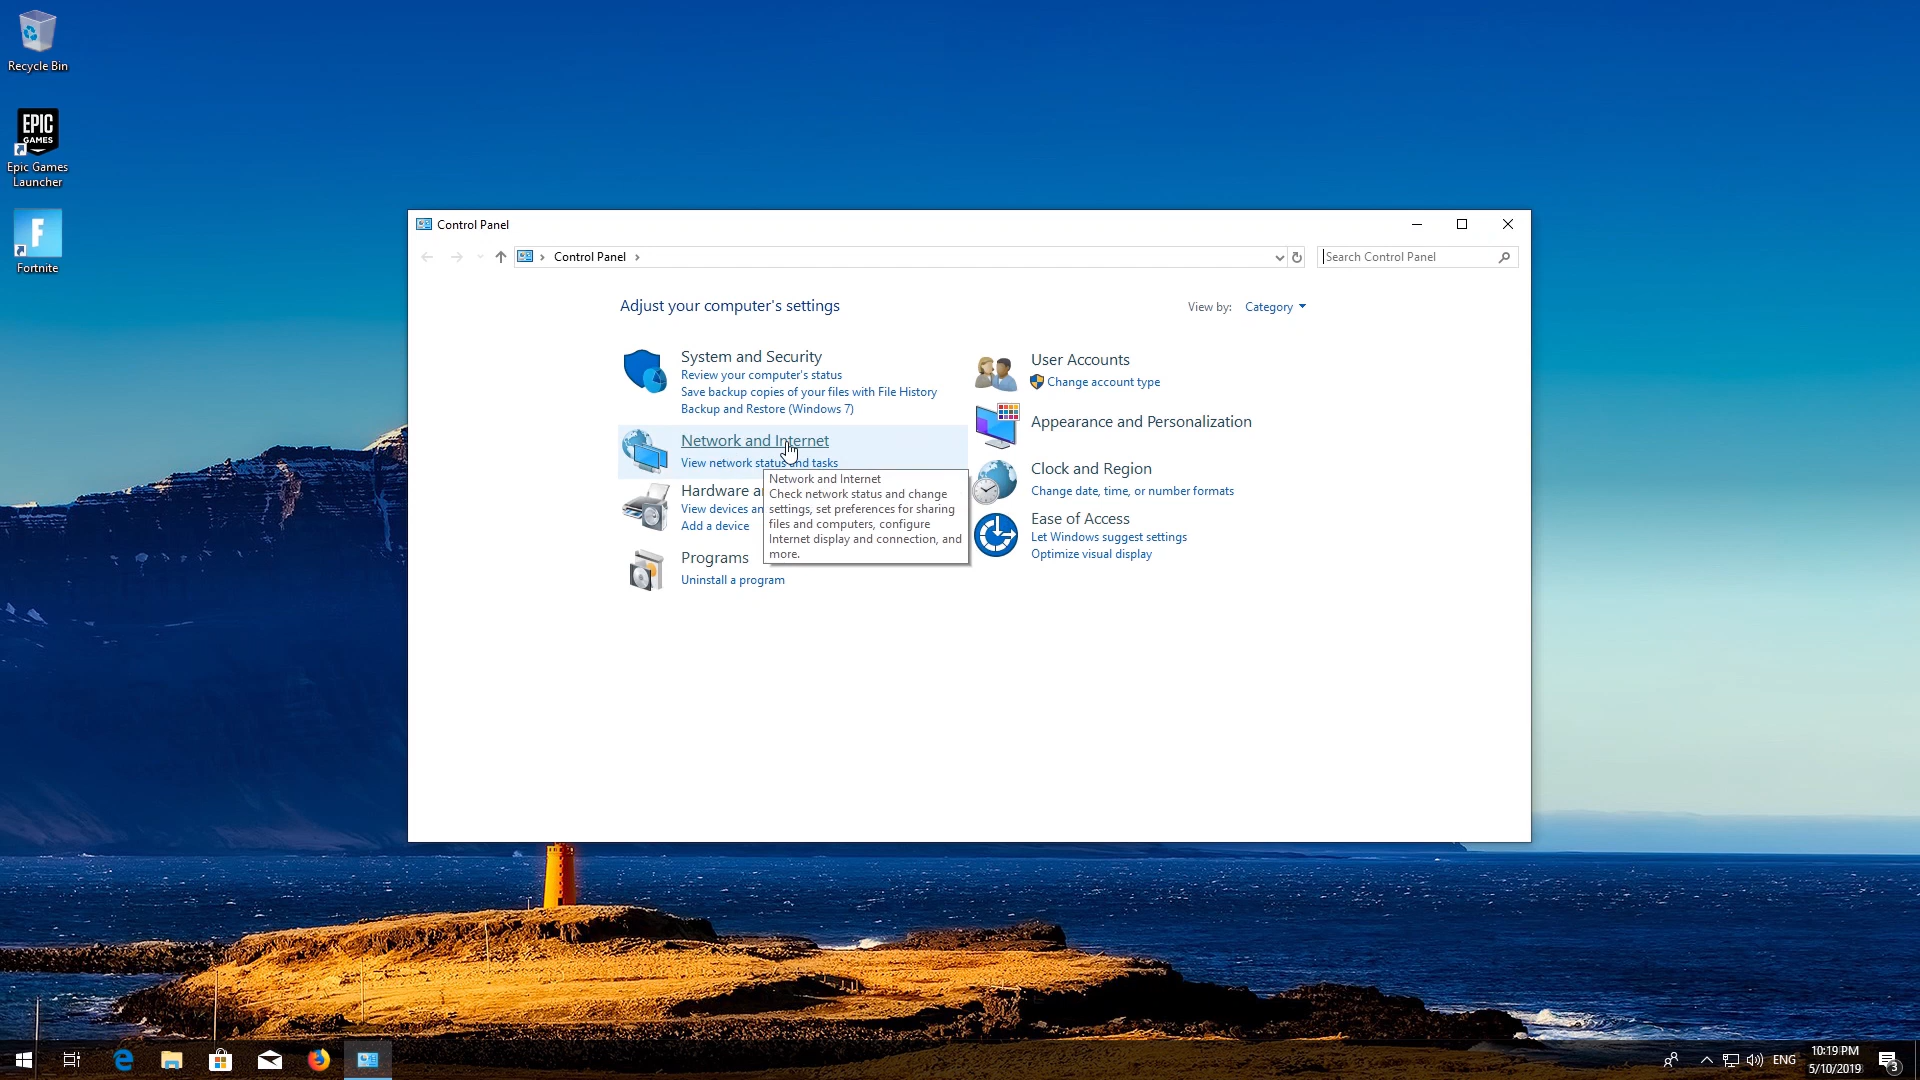 Recycle Bin
EPIC
GAMES
Epic Games
Launcher
F
Fortnite
Control Panel
Control Panel
Search Control Panel
Adjust your computer's settings
View by: Category
System and Security
Review your computer's status
Save backup copies of your files with File History
Backup and Restore (Windows 7)
Network and Internet
View network status and tasks
Hardware a
View devices an
Add a device
Programs
Uninstall a program
Network and Internet
Check network status and change
settings, set preferences for sharing
files and computers, configure
Internet display and connection, and
more.
User Accounts
Change account type
Appearance and Personalization
Clock and Region
Change date, time, or number formats
Ease of Access
Let Windows suggest settings
Optimize visual display
ENG
10:19 PM
5/10/2019
3